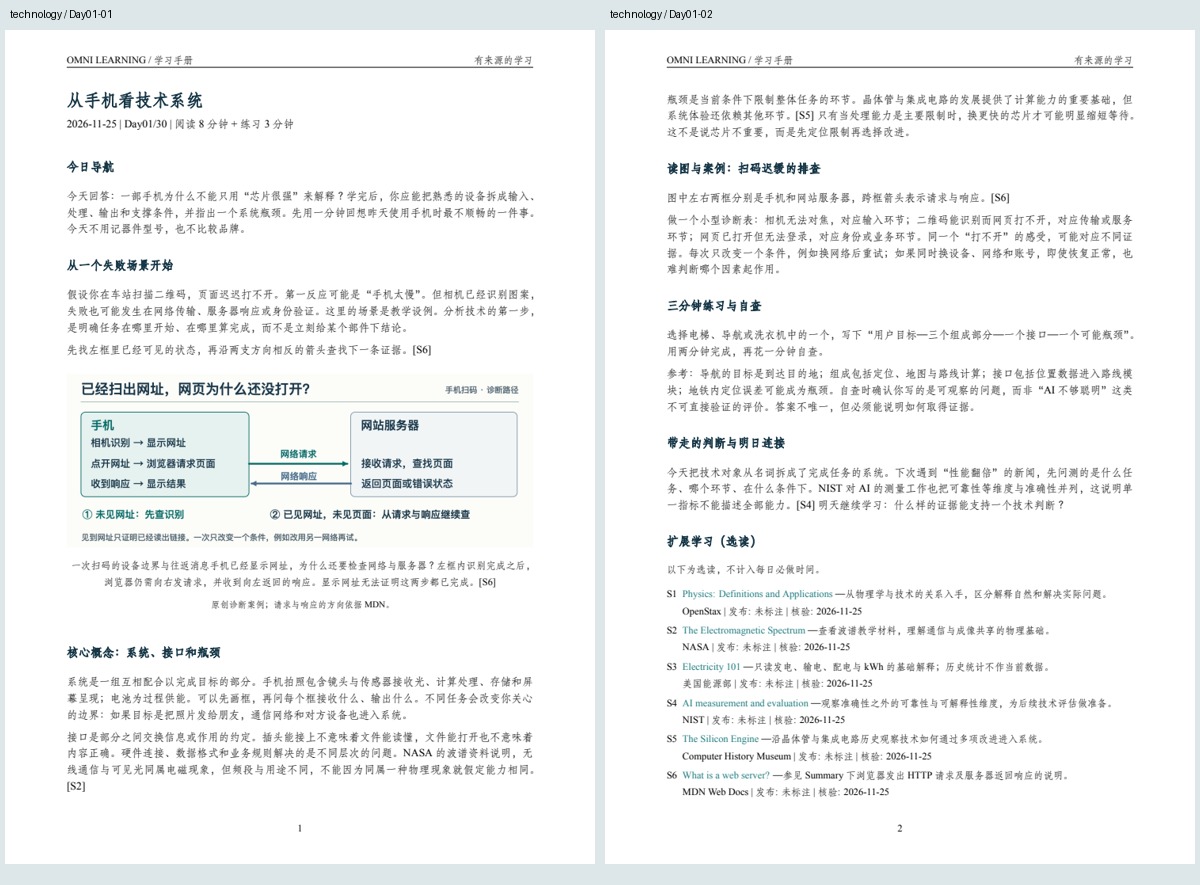 technology / Day01-01
OMNI LEARNING / 学习手册
有来源的学习
从手机看技术系统
2026-11-25 | Day01/30 | 阅读 8 分钟 + 练习 3 分钟
今日导航
今天回答：一部手机为什么不能只用“芯片很强”来解释？学完后，你应能把熟悉的设备拆成输入、
处理、输出和支撑条件，并指出一个系统瓶颈。先用一分钟回想昨天使用手机时最不顺畅的一件事。
今天不用记器件型号，也不比较品牌。
从一个失败场景开始
假设你在车站扫描二维码，页面迟迟打不开。第一反应可能是“手机太慢”。但相机已经识别图案，
失败也可能发生在网络传输、服务器响应或身份验证。这里的场景是教学设例。分析技术的第一步，
是明确任务在哪里开始、在哪里算完成，而不是立刻给某个部件下结论。
先找左框里已经可见的状态，再沿两支方向相反的箭头查找下一条证据。[S6]
已经扫出网址，网页为什么还没打开？
手机扫码 · 诊断路径
手机
相机识别 → 显示网址
点开网址 → 浏览器请求页面
收到响应 → 显示结果
网络请求
网络响应
网站服务器
接收请求，查找页面
返回页面或错误状态
① 未见网址：先查识别
② 已见网址，未见页面：从请求与响应继续查
见到网址只证明已经读出链接。一次只改变一个条件，例如改用另一网络再试。
一次扫码的设备边界与往返消息手机已经显示网址，为什么还要检查网络与服务器？左框内识别完成之后，
浏览器仍需向右发请求，并收到向左返回的响应。显示网址无法证明这两步都已完成。[S6]
原创诊断案例；请求与响应的方向依据 MDN。
核心概念：系统、接口和瓶颈
系统是一组互相配合以完成目标的部分。手机拍照包含镜头与传感器接收光、计算处理、存储和屏
幕呈现；电池为过程供能。可以先画框，再问每个框接收什么、输出什么。不同任务会改变你关心
的边界：如果目标是把照片发给朋友，通信网络和对方设备也进入系统。
接口是部分之间交换信息或作用的约定。插头能接上不意味着文件能读懂，文件能打开也不意味着
内容正确。硬件连接、数据格式和业务规则解决的是不同层次的问题。NASA 的波谱资料说明，无
线通信与可见光同属电磁现象，但频段与用途不同，不能因为同属一种物理现象就假定能力相同。
[S2]
1
technology / Day01-02
OMNI LEARNING / 学习手册
有来源的学习
瓶颈是当前条件下限制整体任务的环节。晶体管与集成电路的发展提供了计算能力的重要基础，但
系统体验还依赖其他环节。[S5] 只有当处理能力是主要限制时，换更快的芯片才可能明显缩短等待。
这不是说芯片不重要，而是先定位限制再选择改进。
读图与案例：扫码迟缓的排查
图中左右两框分别是手机和网站服务器，跨框箭头表示请求与响应。[S6]
做一个小型诊断表：相机无法对焦，对应输入环节；二维码能识别而网页打不开，对应传输或服务
环节；网页已打开但无法登录，对应身份或业务环节。同一个“打不开”的感受，可能对应不同证
据。每次只改变一个条件，例如换网络后重试；如果同时换设备、网络和账号，即使恢复正常，也
难判断哪个因素起作用。
三分钟练习与自查
选择电梯、导航或洗衣机中的一个，写下“用户目标—三个组成部分—一个接口—一个可能瓶颈”。
用两分钟完成，再花一分钟自查。
参考：导航的目标是到达目的地；组成包括定位、地图与路线计算；接口包括位置数据进入路线模
块；地铁内定位误差可能成为瓶颈。自查时确认你写的是可观察的问题，而非“AI 不够聪明”这类
不可直接验证的评价。答案不唯一，但必须能说明如何取得证据。
带走的判断与明日连接
今天把技术对象从名词拆成了完成任务的系统。下次遇到“性能翻倍”的新闻，先问测的是什么任
务、哪个环节、在什么条件下。NIST 对 AI 的测量工作也把可靠性等维度与准确性并列，这说明单
一指标不能描述全部能力。[S4] 明天继续学习：什么样的证据能支持一个技术判断？
扩展学习（选读）
以下为选读，不计入每日必做时间。
S1 Physics: Definitions and Applications —从物理学与技术的关系入手，区分解释自然和解决实际问题。
OpenStax | 发布: 未标注 | 核验: 2026-11-25
S2 The Electromagnetic Spectrum —查看波谱教学材料，理解通信与成像共享的物理基础。
NASA | 发布: 未标注 | 核验: 2026-11-25
S3 Electricity 101 —只读发电、输电、配电与 kWh 的基础解释；历史统计不作当前数据。
美国能源部 | 发布: 未标注 | 核验: 2026-11-25
S4 AI measurement and evaluation —观察准确性之外的可靠性与可解释性维度，为后续技术评估做准备。
NIST | 发布: 未标注 | 核验: 2026-11-25
S5 The Silicon Engine —沿晶体管与集成电路历史观察技术如何通过多项改进进入系统。
Computer History Museum | 发布: 未标注 | 核验: 2026-11-25
S6 What is a web server? —参见 Summary 下浏览器发出 HTTP 请求及服务器返回响应的说明。
MDN Web Docs | 发布: 未标注 | 核验: 2026-11-25
2